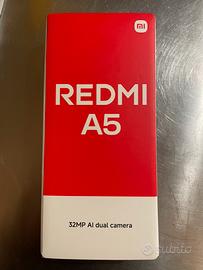 mi
REDMI
A5
32MP AI dual camera
subito